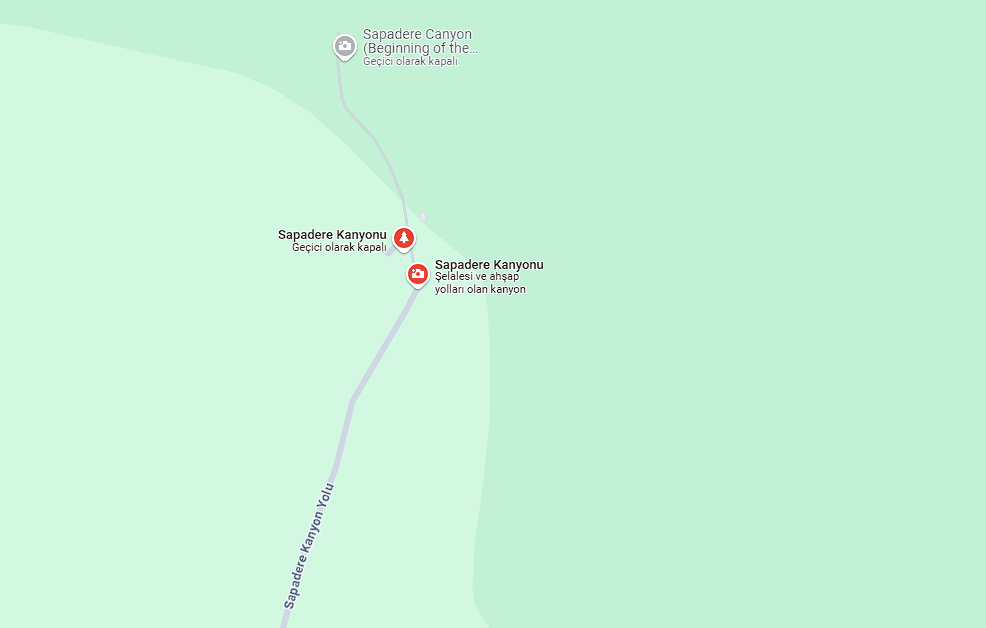 Sapadere Canyon
(Beginning of the...
Geçici olarak kapalı
Sapadere Kanyonu
Geçici olarak kapalı
Sapadere Kanyonu
Şelalesi ve ahşap
yolları olan kanyon
Sapadere Kanyon Yolu